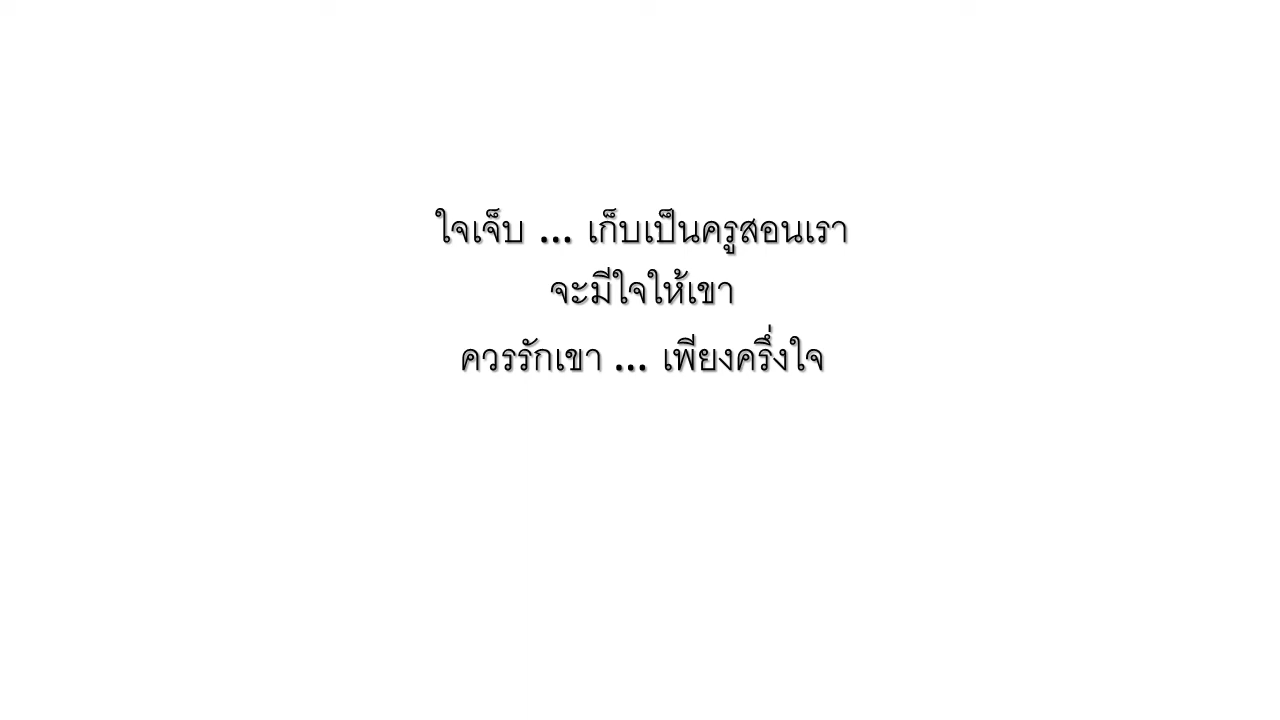 ใจเจ็บ ... เก็บเป็นครูสอนเรา
จะมีใจให้เขา
ควรรักเขา ... เพียงครึ่งใจ